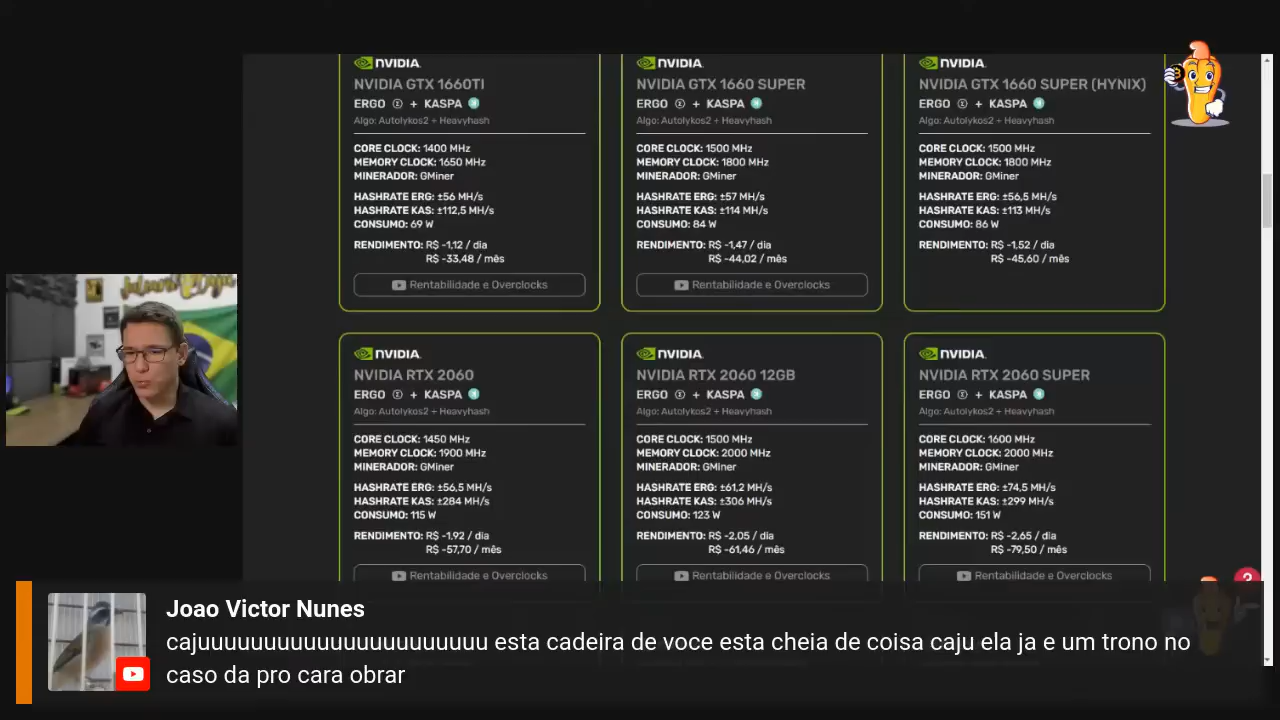 NVIDIA.
NVIDIA GTX 1660TI
ERGO + KASPA
Algo: Autolykos2 + Heavyhash
CORE CLOCK: 1400 MHz
MEMORY CLOCK: 1650 MHz
MINERADOR: GMiner
HASHRATE ERG: ±56 MH/s
HASHRATE KAS: ±112,5 MH/s
CONSUMO: 69 W
RENDIMENTO: R$ -1,12 / dia
R$ -33,48 / mês
Rentabilidade e Overclocks
NVIDIA.
NVIDIA GTX 1660 SUPER
ERGO + KASPA
Algo: Autolykos2 + Heavyhash
CORE CLOCK: 1500 MHz
MEMORY CLOCK: 1800 MHz
MINERADOR: GMiner
HASHRATE ERG: ±57 MH/s
HASHRATE KAS: ±114 MH/s
CONSUMO: 84 W
RENDIMENTO: R$ -1,47 / dia
R$ -44,02 / mês
Rentabilidade e Overclocks
NVIDIA.
NVIDIA GTX 1660 SUPER (HYNIX)
ERGO + KASPA
Algo: Autolykos2 + Heavyhash
CORE CLOCK: 1500 MHz
MEMORY CLOCK: 1800 MHz
MINERADOR: GMiner
HASHRATE ERG: ±56,5 MH/s
HASHRATE KAS: ±113 MH/s
CONSUMO: 86 W
RENDIMENTO: R$ -1,52 / dia
R$ -45,60 / mês
NVIDIA.
NVIDIA RTX 2060
ERGO + KASPA
Algo: Autolykos2 + Heavyhash
CORE CLOCK: 1450 MHz
MEMORY CLOCK: 1900 MHz
MINERADOR: GMiner
HASHRATE ERG: ±56,5 MH/s
HASHRATE KAS: ±284 MH/s
CONSUMO: 115 W
RENDIMENTO: R$ -1,92 / dia
R$ -57,70 / mês
Rentabilidade e Overclocks
NVIDIA.
NVIDIA RTX 2060 12GB
ERGO + KASPA
Algo: Autolykos2 + Heavyhash
CORE CLOCK: 1500 MHz
MEMORY CLOCK: 2000 MHz
MINERADOR: GMiner
HASHRATE ERG: ±61,2 MH/s
HASHRATE KAS: ±306 MH/s
CONSUMO: 123 W
RENDIMENTO: R$ -2,05 / dia
R$ -61,46 / mês
Rentabilidade e Overclocks
NVIDIA.
NVIDIA RTX 2060 SUPER
ERGO + KASPA
Algo: Autolykos2 + Heavyhash
CORE CLOCK: 1600 MHz
MEMORY CLOCK: 2000 MHz
MINERADOR: GMiner
HASHRATE ERG: ±74,5 MH/s
HASHRATE KAS: ±299 MH/s
CONSUMO: 151 W
RENDIMENTO: R$ -2,65 / dia
R$ -79,50 / mês
Rentabilidade e Overclocks
Joao Victor Nunes
cajuuuuuuuuuuuuuuuuuuuuuu esta cadeira de voce esta cheia de coisa caju ela ja e um trono no
caso da pro cara obrar